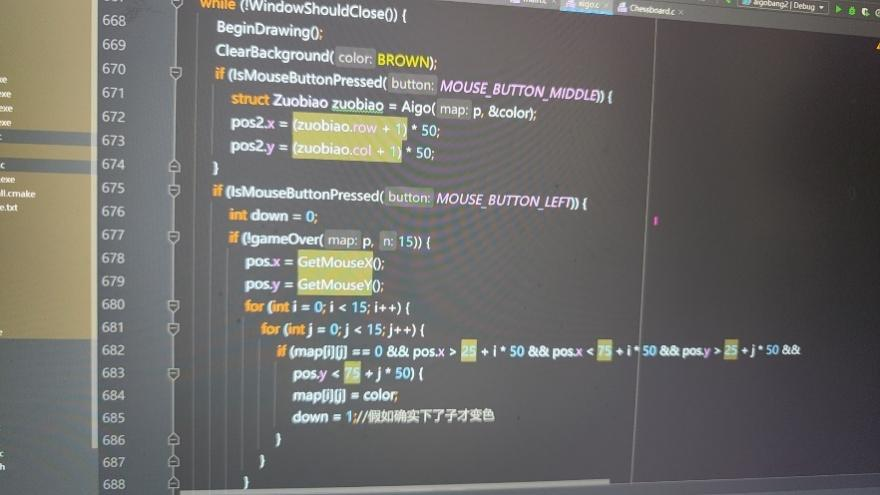 aigo.c
Chessboard.c
aigobang2 | Debug
while (!WindowShouldClose()) {
668
BeginDrawing();
669
ClearBackground( color: BROWN);
670
if (IsMouseButtonPressed( button: MOUSE_BUTTON_MIDDLE)) {
671
struct Zuobiao zuobiao = Aigo( map: p, &color);
672
pos2.x = (zuobiao.row + 1) * 50;
673
pos2.y = (zuobiao.col + 1) * 50;
674
}
675
if (IsMouseButtonPressed( button: MOUSE_BUTTON_LEFT)) {
676
int down = 0;
677
if (!gameOver( map: p, n: 15)) {
678
pos.x = GetMouseX();
679
pos.y = GetMouseY();
680
for (int i = 0; i < 15; i++) {
681
for (int j = 0; j < 15; j++) {
682
if (map[i][j] == 0 && pos.x > 25 + i * 50 && pos.x < 75 + i * 50 && pos.y > 25 + j * 50 &&
683
pos.y < 75 + j * 50) {
684
map[i][j] = color;
685
down = 1;//假如确实下了子才变色
686
}
687
}
688
}
xe
.exe
.exe
.exe
.c
.exe
ll.cmake
e.txt